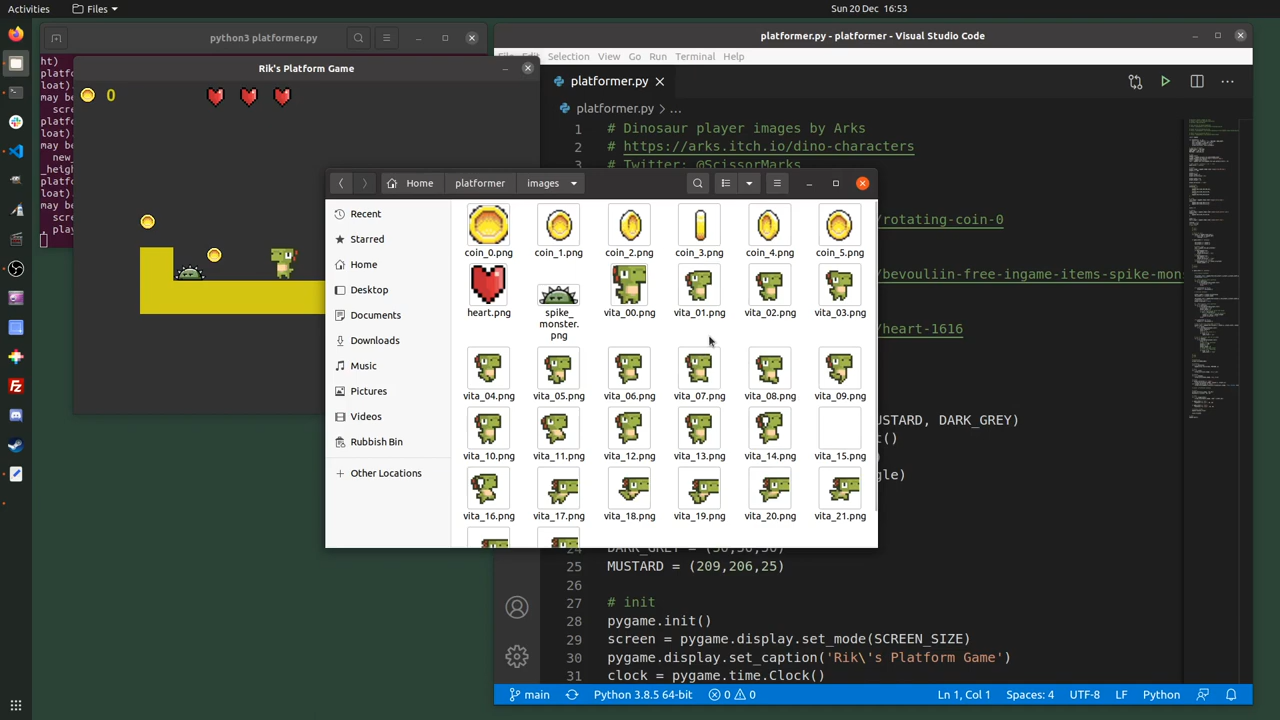 Activities
Files
Sun 20 Dec 16:53
python3 platformer.py
platformer.py - platformer - Visual Studio Code
Selection View Go Run Terminal Help
Rik's Platform Game
0
platformer.py
platformer.py > ...
1 # Dinosaur player images by Arks
2 # https://arks.itch.io/dino-characters
3 # Twitter: @ScissorMarks
Home platformer images
/rotating-coin-0
/bevouliin-free-ingame-items-spike-mons
/heart-1616
USTARD, DARK_GREY)
t()
)
gle)
Recent
Starred
Home
Desktop
Documents
Downloads
Music
Pictures
Videos
Rubbish Bin
Other Locations
coin_0.png coin_1.png coin_2.png coin_3.png coin_4.png coin_5.png
heart.png spike_ vita_00.png vita_01.png vita_02.png vita_03.png
monster.
png
vita_04.png vita_05.png vita_06.png vita_07.png vita_08.png vita_09.png
vita_10.png vita_11.png vita_12.png vita_13.png vita_14.png vita_15.png
vita_16.png vita_17.png vita_18.png vita_19.png vita_20.png vita_21.png
25 MUSTARD = (209,206,25)
26
27 # init
28 pygame.init()
29 screen = pygame.display.set_mode(SCREEN_SIZE)
30 pygame.display.set_caption('Rik\'s Platform Game')
31 clock = pygame.time.Clock()
main
Python 3.8.5 64-bit
0 0
Ln 1, Col 1
Spaces: 4
UTF-8
LF
Python